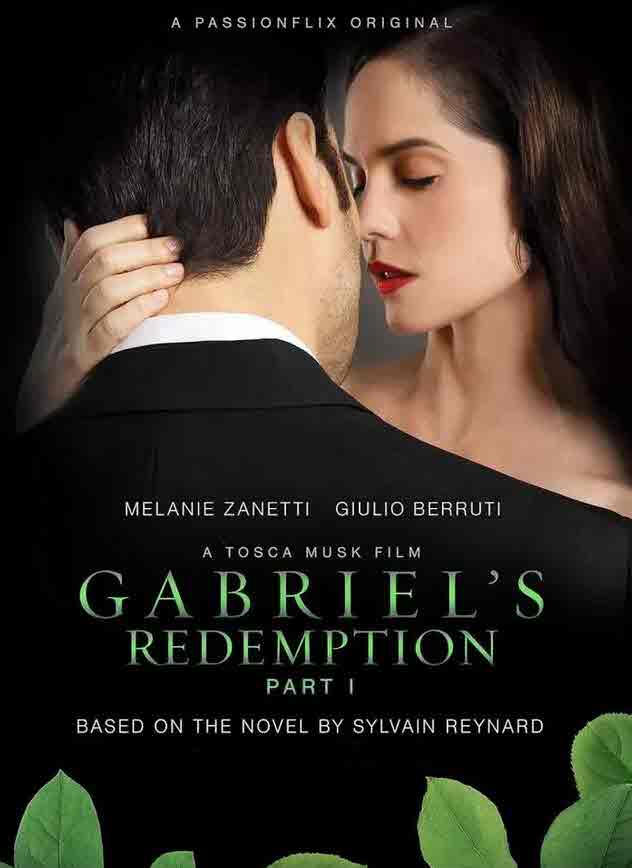 A PASSIONFLIX ORIGINAL
MELANIE ZANETTI GIULIO BERRUTI
A TOSCA MUSK FILM
GABRIEL'S
REDEMPTION
PART I
BASED ON THE NOVEL BY SYLVAIN REYNARD